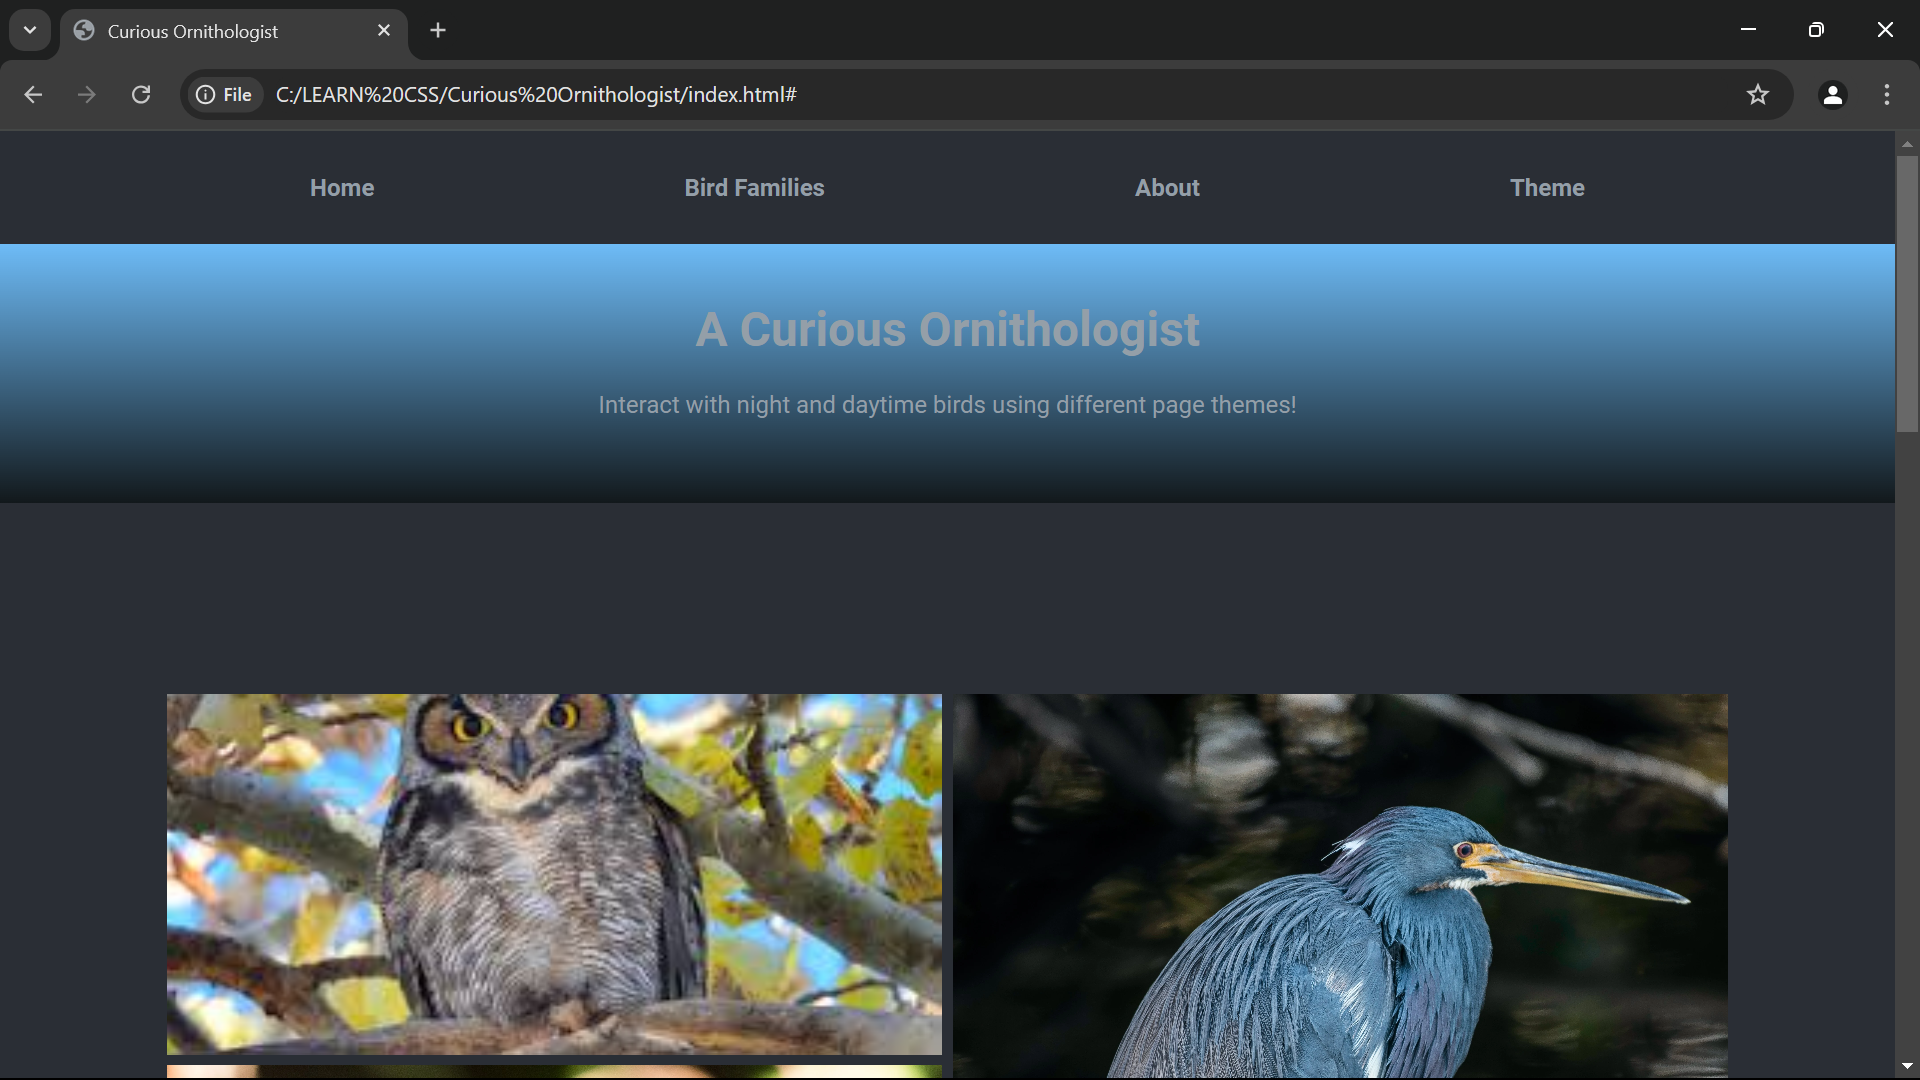 Curious Ornithologist
File
C:/LEARN%20CSS/Curious%20Ornithologist/index.html#
Home
Bird Families
About
Theme
A Curious Ornithologist
Interact with night and daytime birds using different page themes!